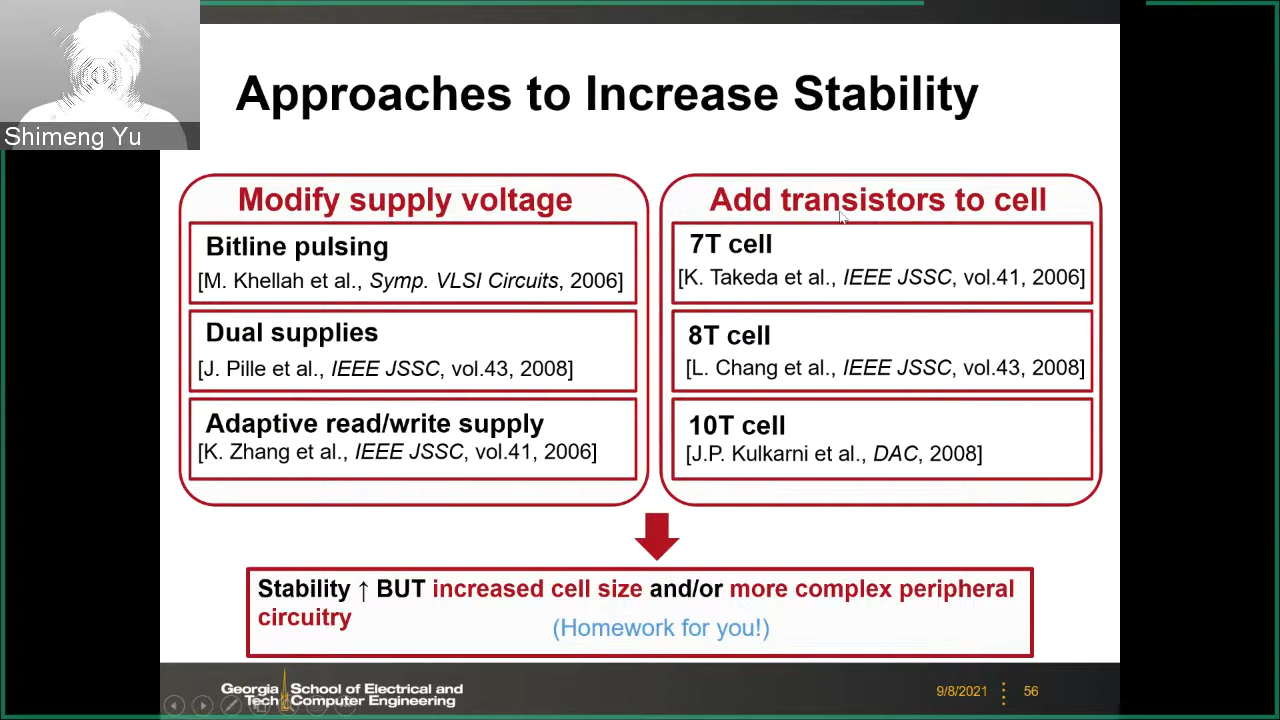 Shimeng Yu
Approaches to Increase Stability
Modify supply voltage
Bitline pulsing
[M. Khellah et al., Symp. VLSI Circuits, 2006]
Dual supplies
[J. Pille et al., IEEE JSSC, vol.43, 2008]
Adaptive read/write supply
[K. Zhang et al., IEEE JSSC, vol.41, 2006]
Add transistors to cell
7T cell
[K. Takeda et al., IEEE JSSC, vol.41, 2006]
8T cell
[L. Chang et al., IEEE JSSC, vol.43, 2008]
10T cell
[J.P. Kulkarni et al., DAC, 2008]
Stability ↑ BUT increased cell size and/or more complex peripheral
circuitry
(Homework for you!)
Georgia Tech
School of Electrical and
Computer Engineering
9/8/2021
56